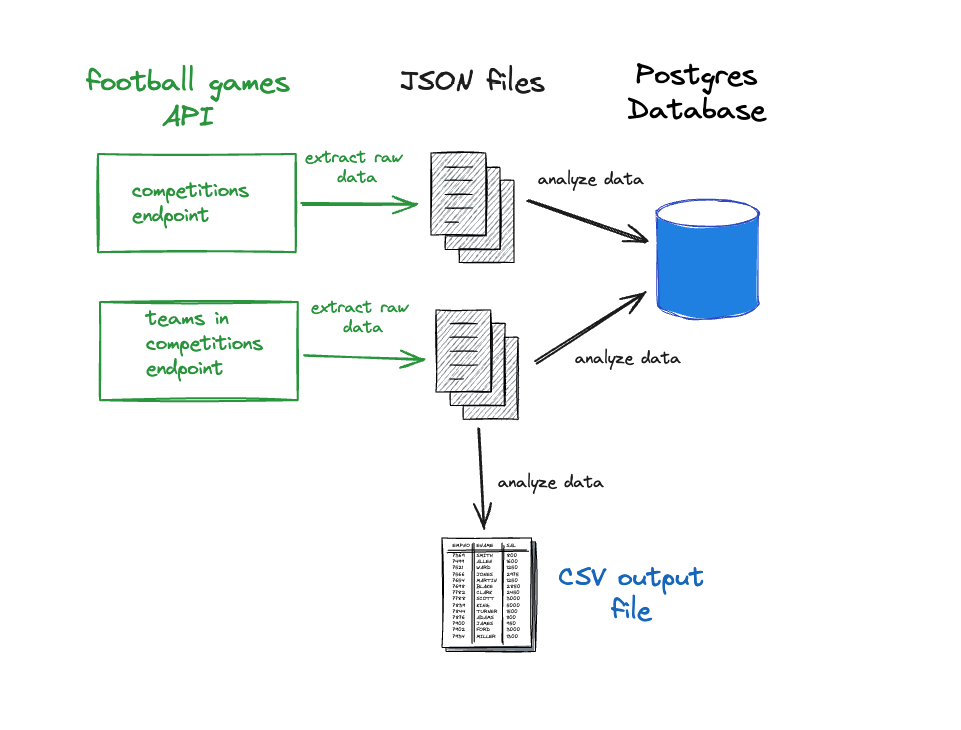 football games
API
JSON files
Postgres
Database
extract raw
data
competitions
endpoint
analyze data
extract raw
data
teams in
competitions
endpoint
analyze data
analyze data
EMPNO ENAME SAL
7369 SMITH 800
7499 ALLEN 1600
7521 WARD 1250
7566 JONES 2975
7654 MARTIN 1250
7698 BLAKE 2850
7782 CLARK 2450
7788 SCOTT 3000
7839 KING 5000
7844 TURNER 1500
7876 ADAMS 1100
7900 JAMES 950
7902 FORD 3000
7934 MILLER 1300
CSV output
file